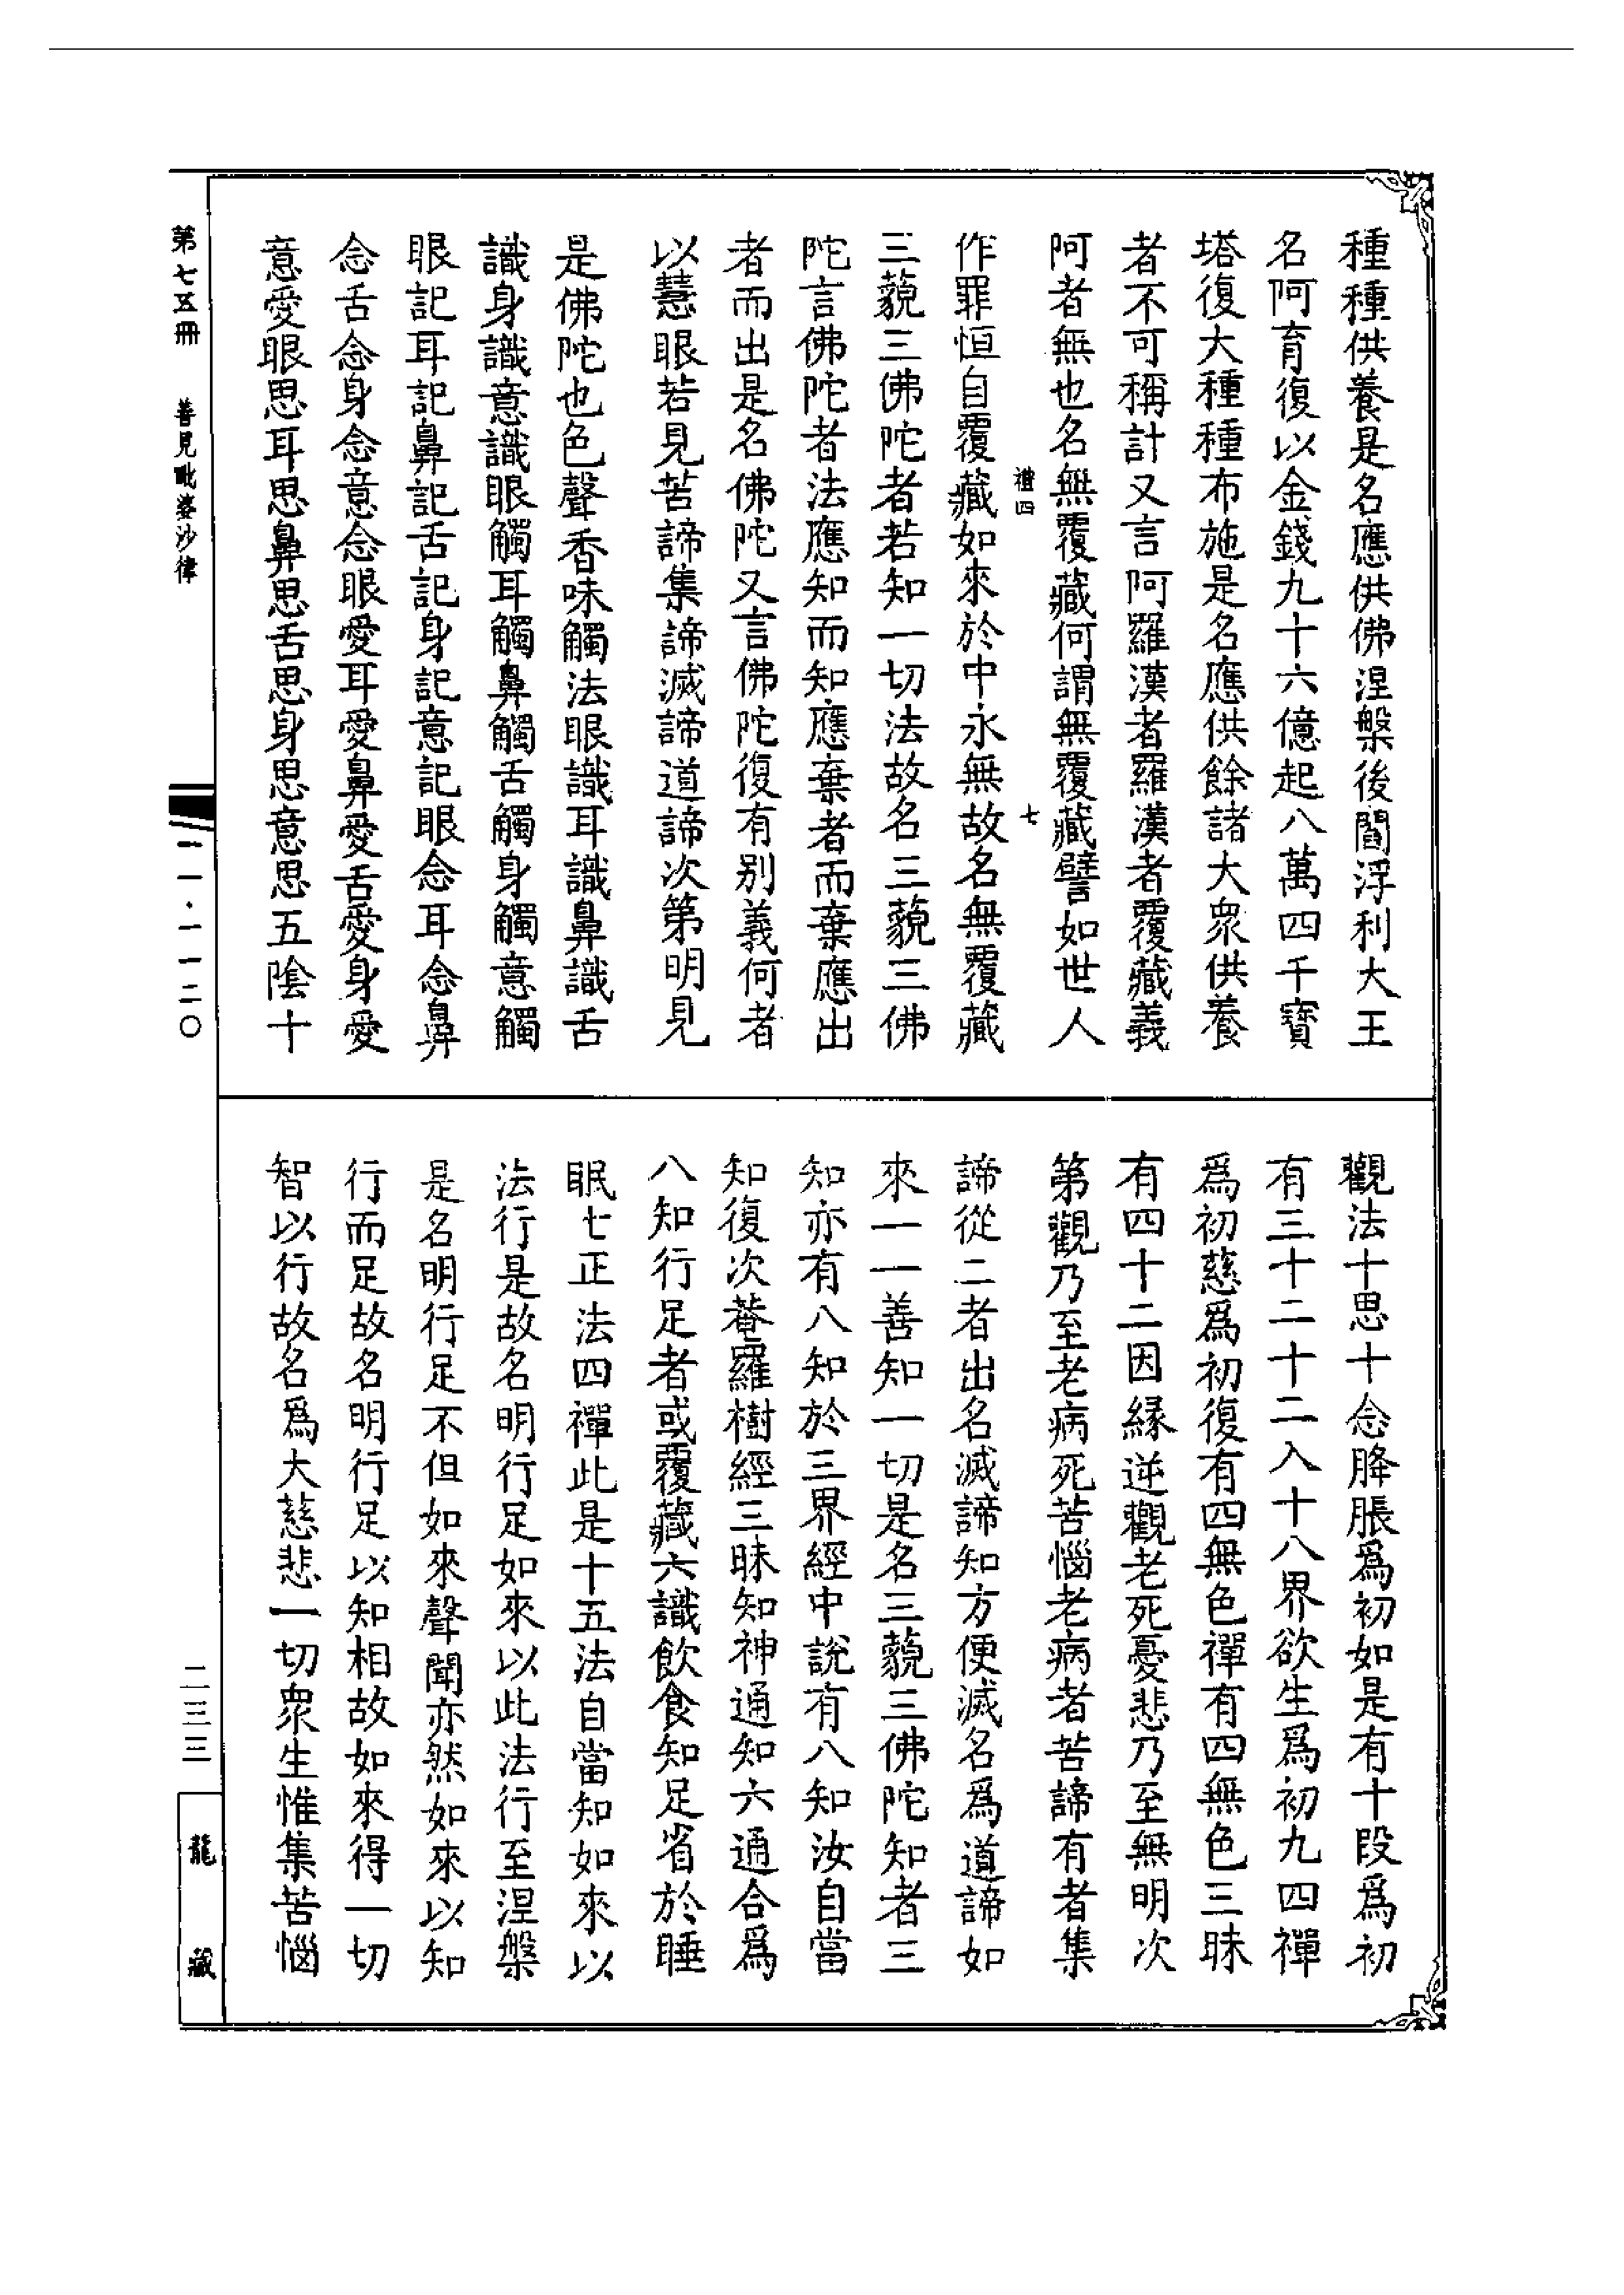 種種供養是名應供佛涅槃後閻浮利大王
名阿育復以金錢九十六億起八萬四千寶
塔復大種種布施是名應供餘諸大衆供養
者不可稱計又言阿羅漢者羅漢者覆藏義
阿者無也名無覆藏何謂無覆藏譬如世人
禮四 七
作罪恒自覆藏如來於中永無故名無覆藏
三藐三佛陀者若知一切法故名三藐三佛
陀言佛陀者法應知而知應棄者而棄應出
者而出是名佛陀又言佛陀復有別義何者
以慧眼若見苦諦集諦滅諦道諦次第明見
是佛陀也色聲香味觸法眼識耳識鼻識舌
識身識意識眼觸耳觸鼻觸舌觸身觸意觸
眼記耳記鼻記舌記身記意記眼念耳念鼻
念舌念身念意念眼愛耳愛鼻愛舌愛身愛
意愛眼思耳思鼻思舌思身思意思五陰十
觀法十思十念胮脹爲初如是有十段爲初
有三十二十二入十八界欲生爲初九四禪
爲初慈爲初復有四無色禪有四無色三昧
有四十二因緣逆觀老死憂悲乃至無明次
第觀乃至老病死苦惱老病者苦諦有者集
諦從二者出名滅諦知方便滅名爲道諦如
來一一善知一切是名三藐三佛陀知者三
知亦有八知於三界經中說有八知汝自當
知復次菴羅樹經三昧知神通知六通合爲
八知行足者或覆藏六識飲食知足省於睡
眠七正法四禪此是十五法自當知如來以
法行是故名明行足如來以此法行至涅槃
是名明行足不但如來聲聞亦然如來以知
行而足故名明行足以知相故如來得一切
智以行故名爲大慈悲一切衆生惟集苦惱
第七五冊 善見毗婆沙律
一一·一一二〇
二三三
龍藏